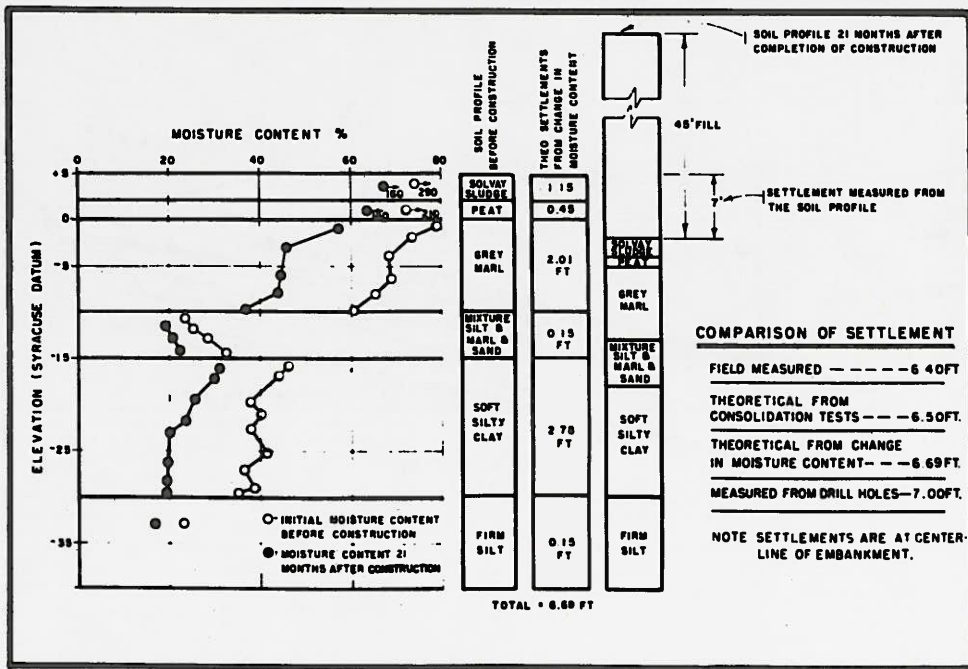 SOIL PROFILE 21 MONTHS AFTER
COMPLETION OF CONSTRUCTION
MOISTURE CONTENT %
0 20 40 60 80
ELEVATION (SYRACUSE DATUM)
+5
0
-5
-15
-25
-35
160
290
210
O- INITIAL MOISTURE CONTENT
BEFORE CONSTRUCTION
MOISTURE CONTENT 21
MONTHS AFTER CONSTRUCTION
SOIL PROFILE
BEFORE CONSTRUCTION
SOLVAY
SLUDGE
PEAT
GREY
MARL
MIXTURE
SILT &
MARL &
SAND
SOFT
SILTY
CLAY
FIRM
SILT
THEO SETTLEMENTS
FROM CHANGE IN
MOISTURE CONTENT
1.15
0.45
2.01
FT
0.15
FT
2.78
FT
0.15
FT
TOTAL = 6.69 FT
45' FILL
7'
SETTLEMENT MEASURED FROM
THE SOIL PROFILE
SOLVAY
SLUDGE
PEAT
GREY
MARL
MIXTURE
SILT &
MARL &
SAND
SOFT
SILTY
CLAY
FIRM
SILT
COMPARISON OF SETTLEMENT
FIELD MEASURED ----- 6 40FT
THEORETICAL FROM
CONSOLIDATION TESTS --- 6.50FT.
THEORETICAL FROM CHANGE
IN MOISTURE CONTENT--- 6.69FT.
MEASURED FROM DRILL HOLES—7.00FT.
NOTE SETTLEMENTS ARE AT CENTER-
LINE OF EMBANKMENT.